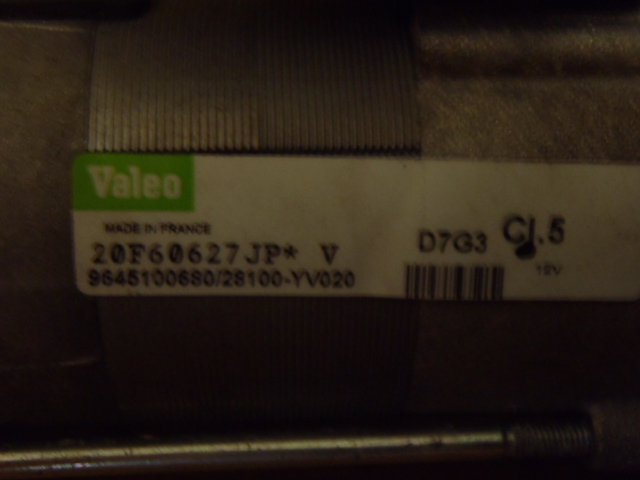 Valeo
MADE IN FRANCE
20F60627JP* V
9645100680/28100-YV020
D7G3 Cl.5
12V